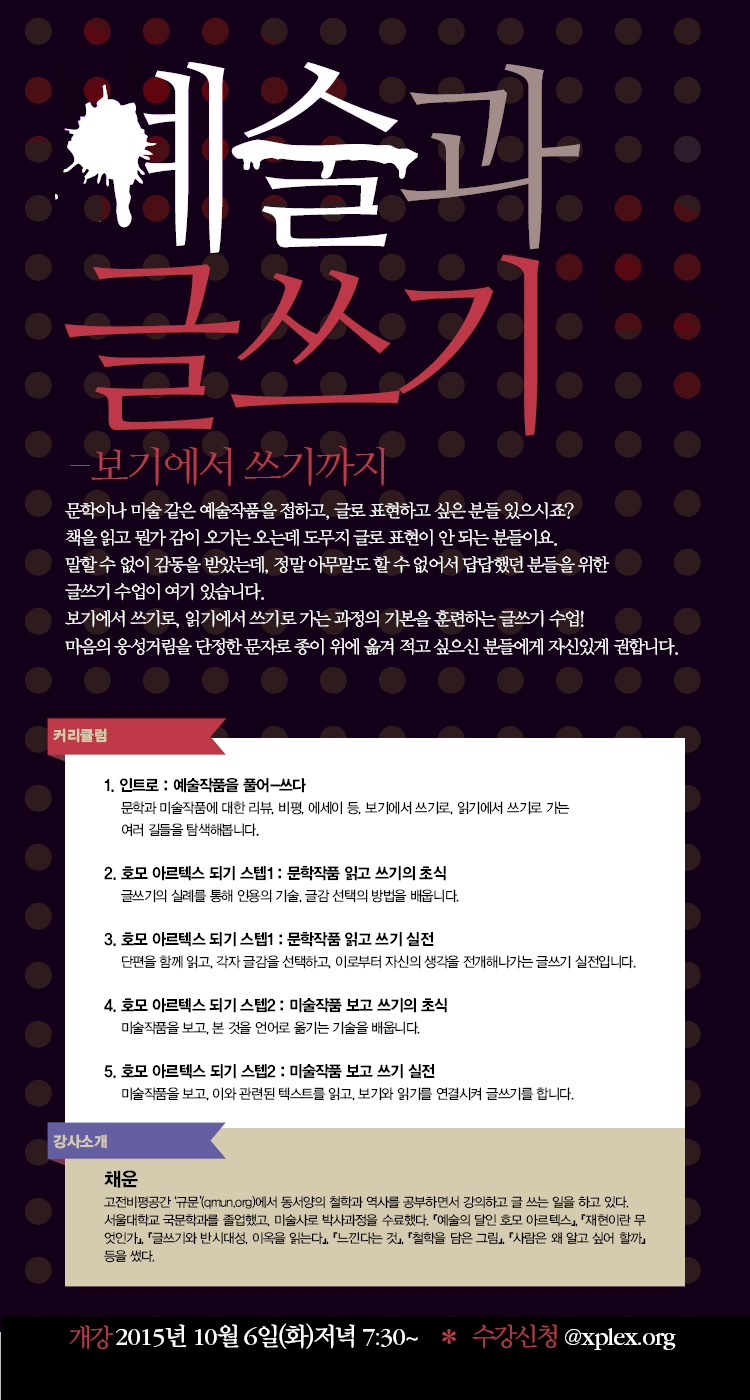 예술과
글쓰기
-보기에서 쓰기까지
문학이나 미술 같은 예술작품을 접하고, 글로 표현하고 싶은 분들 있으시죠?
책을 읽고 뭔가 감이 오기는 오는데 도무지 글로 표현이 안 되는 분들이요.
말할 수 없이 감동을 받았는데, 정말 아무말도 할 수 없어서 답답했던 분들을 위한
글쓰기 수업이 여기 있습니다.
보기에서 쓰기로, 읽기에서 쓰기로 가는 과정의 기본을 훈련하는 글쓰기 수업!
마음의 웅성거림을 단정한 문자로 종이 위에 옮겨 적고 싶으신 분들에게 자신있게 권합니다.
커리큘럼
1. 인트로 : 예술작품을 풀어-쓰다
문학과 미술작품에 대한 리뷰, 비평, 에세이 등, 보기에서 쓰기로, 읽기에서 쓰기로 가는
여러 길들을 탐색해봅니다.
2. 호모 아르텍스 되기 스텝1 : 문학작품 읽고 쓰기의 초식
글쓰기의 실례를 통해 인용의 기술, 글감 선택의 방법을 배웁니다.
3. 호모 아르텍스 되기 스텝1 : 문학작품 읽고 쓰기 실전
단편을 함께 읽고, 각자 글감을 선택하고, 이로부터 자신의 생각을 전개해나가는 글쓰기 실전입니다.
4. 호모 아르텍스 되기 스텝2 : 미술작품 보고 쓰기의 초식
미술작품을 보고, 본 것을 언어로 옮기는 기술을 배웁니다.
5. 호모 아르텍스 되기 스텝2 : 미술작품 보고 쓰기 실전
미술작품을 보고, 이와 관련된 텍스트를 읽고, 보기와 읽기를 연결시켜 글쓰기를 합니다.
강사소개
채운
고전비평공간 '규문'(qmun.org)에서 동서양의 철학과 역사를 공부하면서 강의하고 글 쓰는 일을 하고 있다.
서울대학교 국문학과를 졸업했고, 미술사로 박사과정을 수료했다. 『예술의 달인 호모 아르텍스』, 『재현이란 무
엇인가』, 『글쓰기와 반시대성, 이옥을 읽는다』, 『느낀다는 것』, 『철학을 담은 그림』, 『사람은 왜 알고 싶어 할까』
등을 썼다.
개강 2015년 10월 6일(화)저녁 7:30~ * 수강신청 @xplex.org